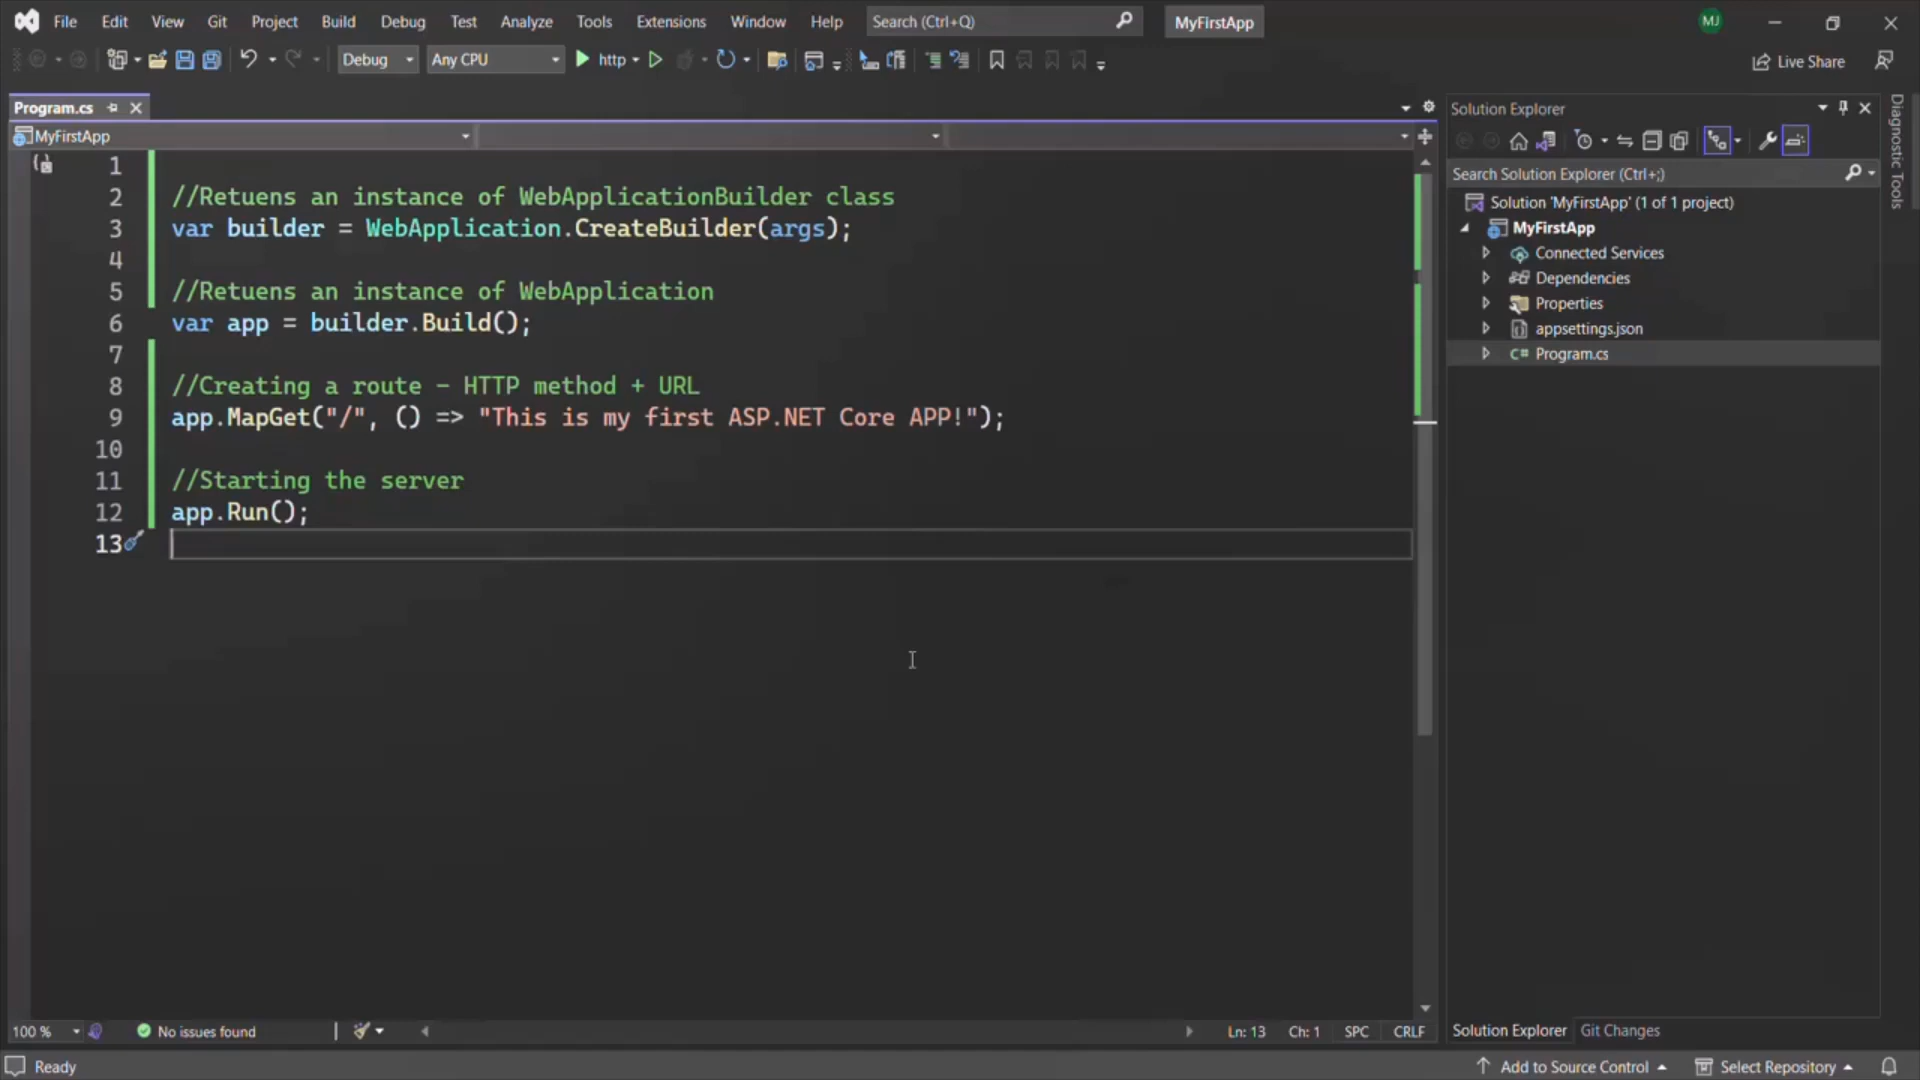 File Edit View Git Project Build Debug Test Analyze Tools Extensions Window Help Search (Ctrl+Q) MyFirstApp MJ
Debug Any CPU http Live Share
Program.cs
MyFirstApp
1
2 //Retuens an instance of WebApplicationBuilder class
3 var builder = WebApplication.CreateBuilder(args);
4
5 //Retuens an instance of WebApplication
6 var app = builder.Build();
7
8 //Creating a route - HTTP method + URL
9 app.MapGet("/", () => "This is my first ASP.NET Core APP!");
10
11 //Starting the server
12 app.Run();
13
100 % No issues found Ln: 13 Ch: 1 SPC CRLF
Solution Explorer
Search Solution Explorer (Ctrl+;)
Solution 'MyFirstApp' (1 of 1 project)
MyFirstApp
Connected Services
Dependencies
Properties
appsettings.json
C# Program.cs
Solution Explorer Git Changes
Diagnostic Tools
Ready Add to Source Control Select Repository